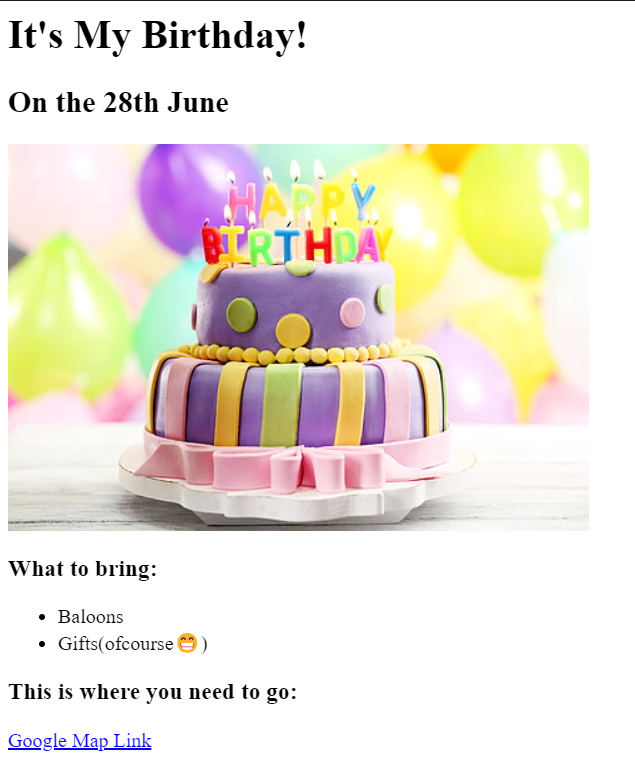 It's My Birthday!
On the 28th June
HAPPY
BIRTHDAY
What to bring:
Baloons
Gifts(ofcourse😁)
This is where you need to go:
Google Map Link